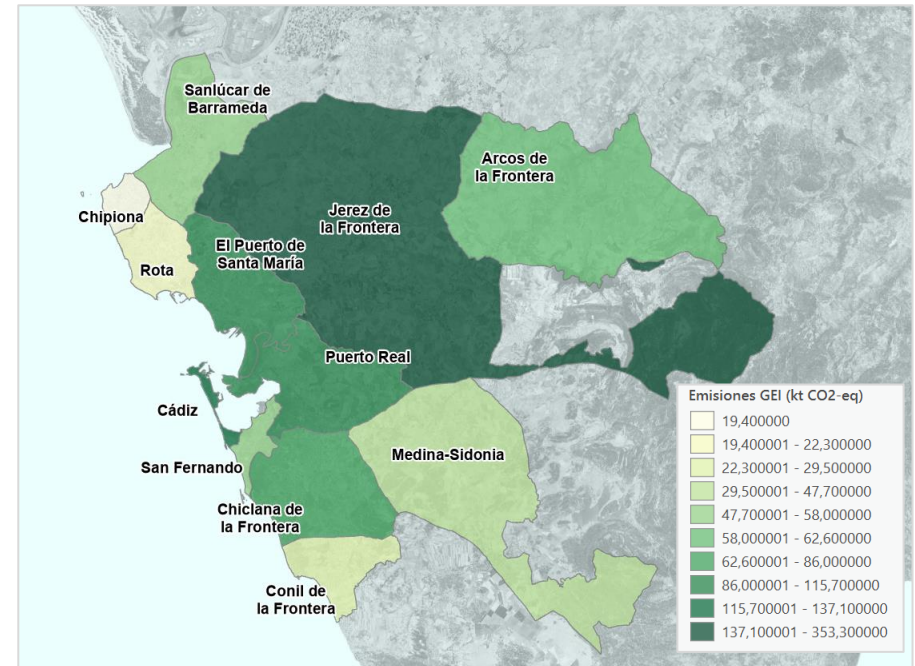 Sanlúcar de
Barrameda
Arcos de
la Frontera
Chipiona
Jerez de
la Frontera
El Puerto de
Santa María
Rota
Puerto Real
Cádiz
Medina-Sidonia
San Fernando
Chiclana de
la Frontera
Conil de
la Frontera
Emisiones GEI (kt CO2-eq)
19,400000
19,400001 - 22,300000
22,300001 - 29,500000
29,500001 - 47,700000
47,700001 - 58,000000
58,000001 - 62,600000
62,600001 - 86,000000
86,000001 - 115,700000
115,700001 - 137,100000
137,100001 - 353,300000